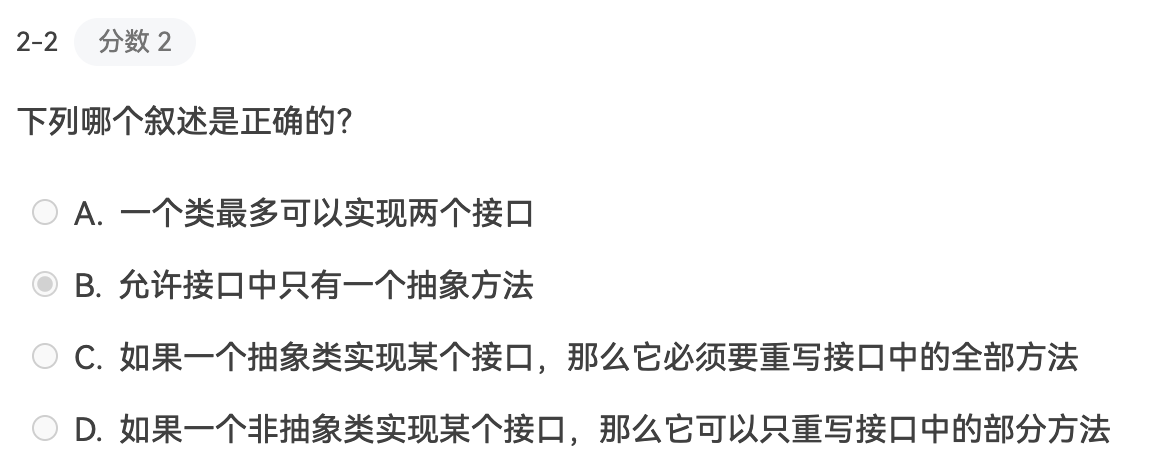 2-2 分数 2
下列哪个叙述是正确的?
A. 一个类最多可以实现两个接口
B. 允许接口中只有一个抽象方法
C. 如果一个抽象类实现某个接口，那么它必须要重写接口中的全部方法
D. 如果一个非抽象类实现某个接口，那么它可以只重写接口中的部分方法